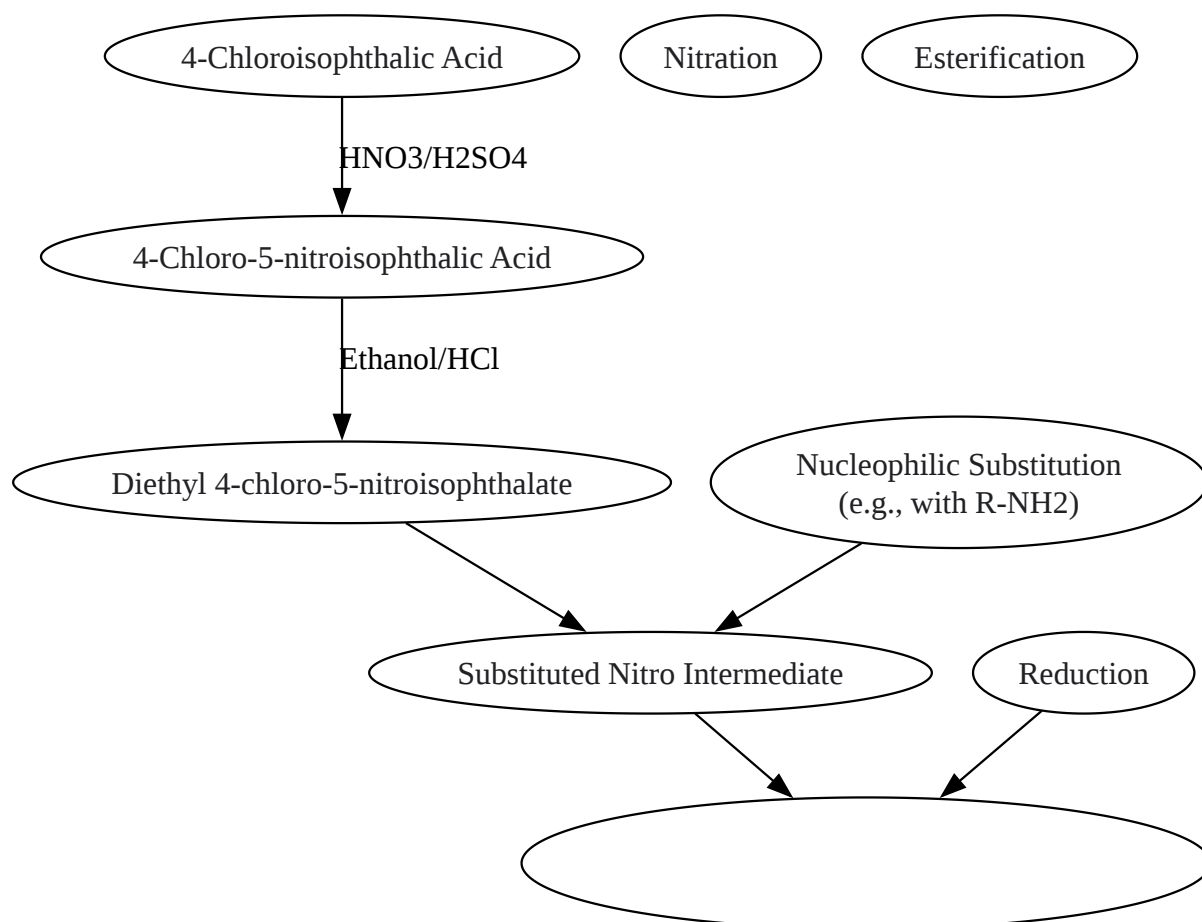 4-Chloroisophthalic Acid
Nitration
Esterification
HNO3/H2SO4
4-Chloro-5-nitroisophthalic Acid
Ethanol/HCl
Diethyl 4-chloro-5-nitroisophthalate
Nucleophilic Substitution
(e.g., with R-NH2)
Substituted Nitro Intermediate
Reduction